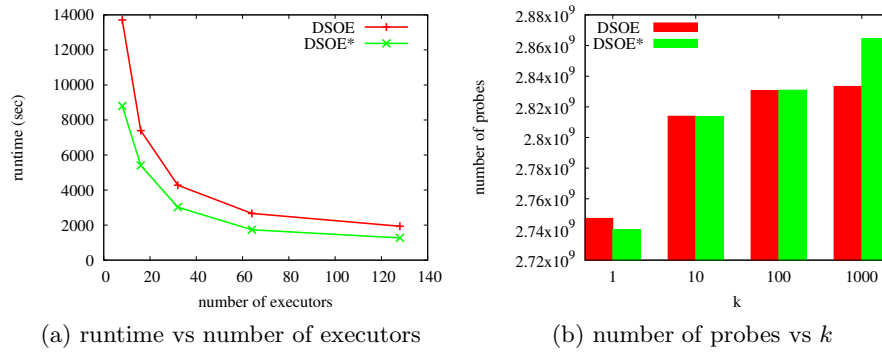 14000
12000
10000
8000
6000
4000
2000
0
runtime (sec)
DSOE
DSOE*
0 20 40 60 80 100 120 140
number of executors
(a) runtime vs number of executors
2.88x10^9
2.86x10^9
2.84x10^9
2.82x10^9
2.8x10^9
2.78x10^9
2.76x10^9
2.74x10^9
2.72x10^9
number of probes
DSOE
DSOE*
1 10 100 1000
k
(b) number of probes vs k